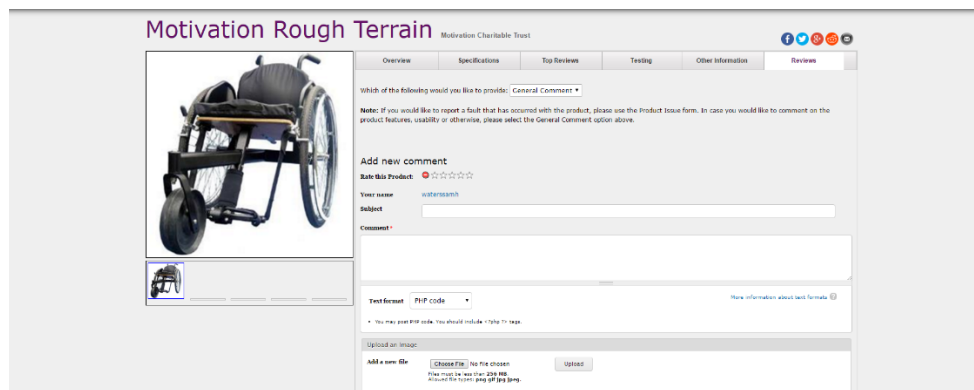 Motivation Rough Terrain Motivation Charitable Trust
Overview Specifications Top Reviews Testing Other Information Reviews
Which of the following would you like to provide: General Comment
Note: If you would like to report a fault that has occurred with the product, please use the Product Issue form. In case you would like to comment on the
product features, usability or otherwise, please select the General Comment option above.
Add new comment
Rate this Product:
Your name watersamh
Subject
Comment *
Text format PHP code More information about text formats ?
• You may post PHP code. You should include <?php ?> tags.
Upload an image
Add a new file Choose File No file chosen Upload
Files must be less than 256 MB.
Allowed file types: png gif jpg jpeg.